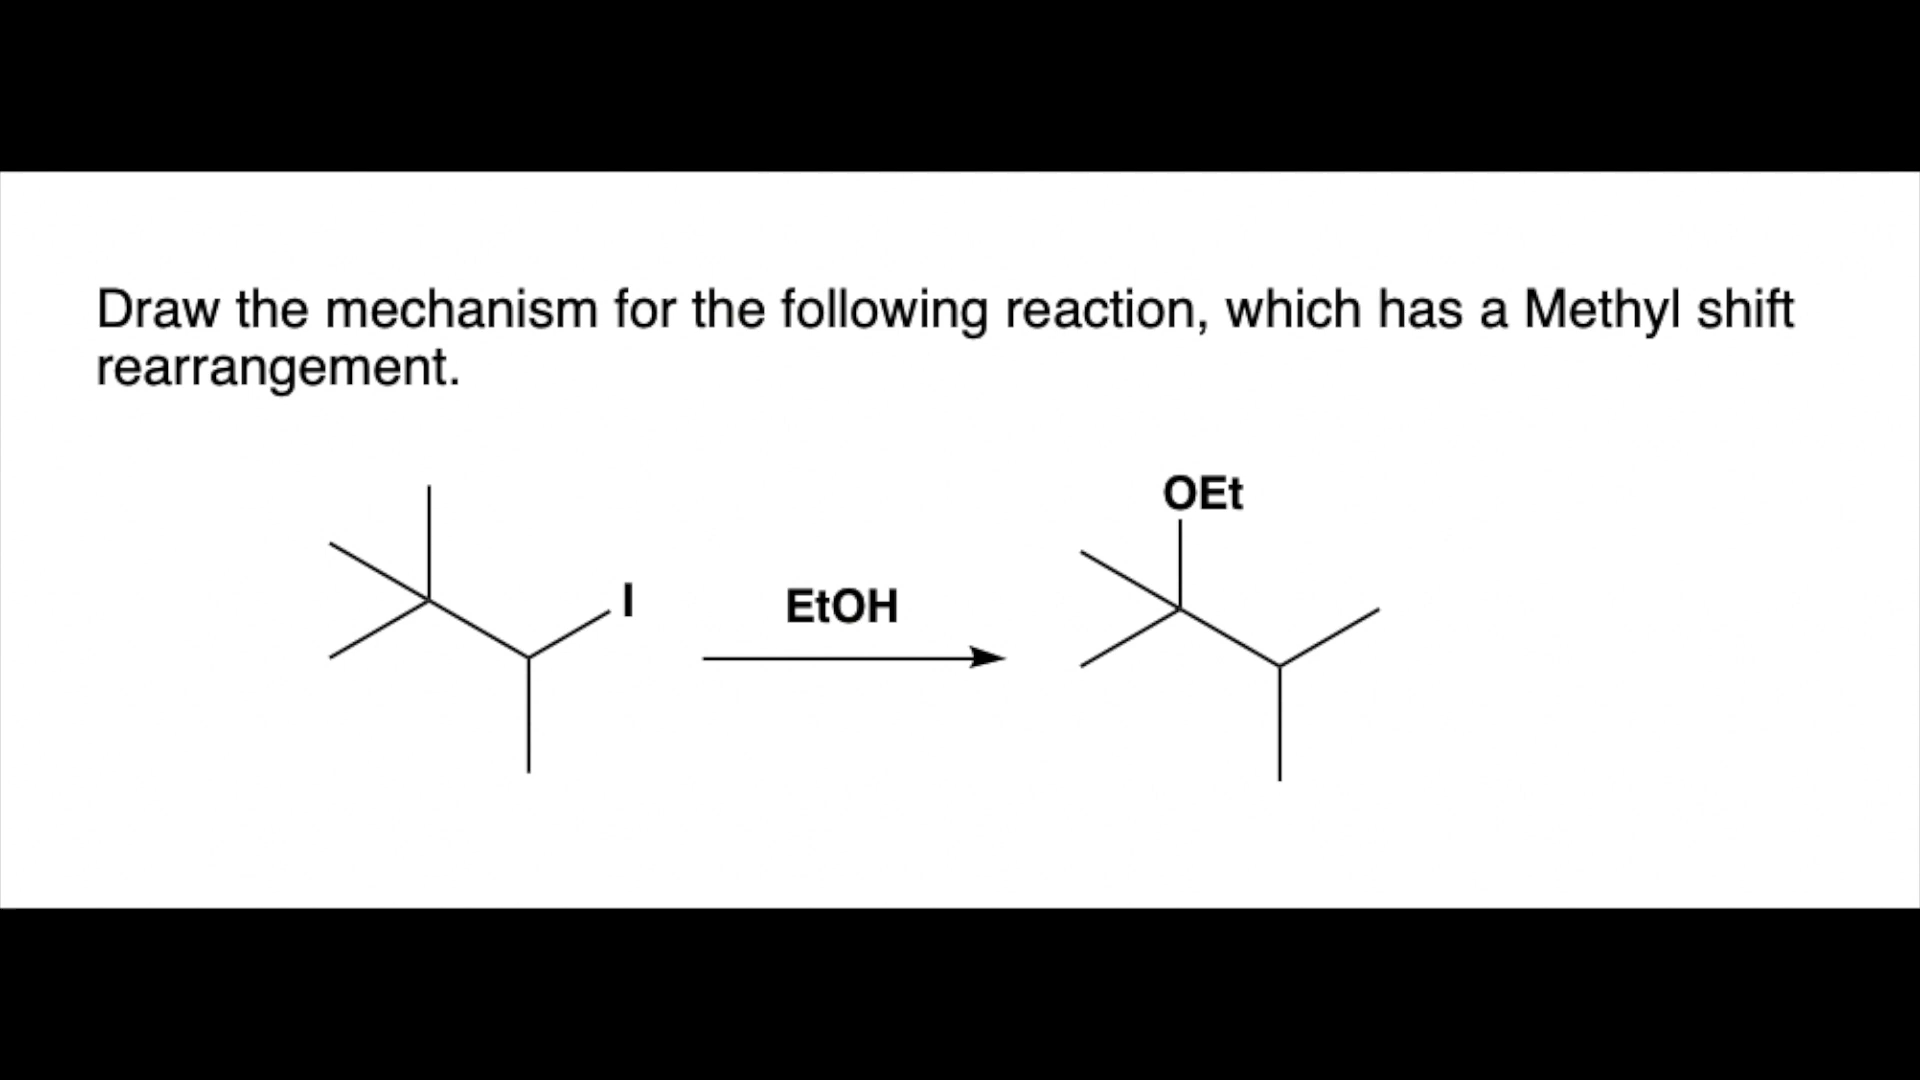 Draw the mechanism for the following reaction, which has a Methyl shift
rearrangement.
OEt
I
EtOH